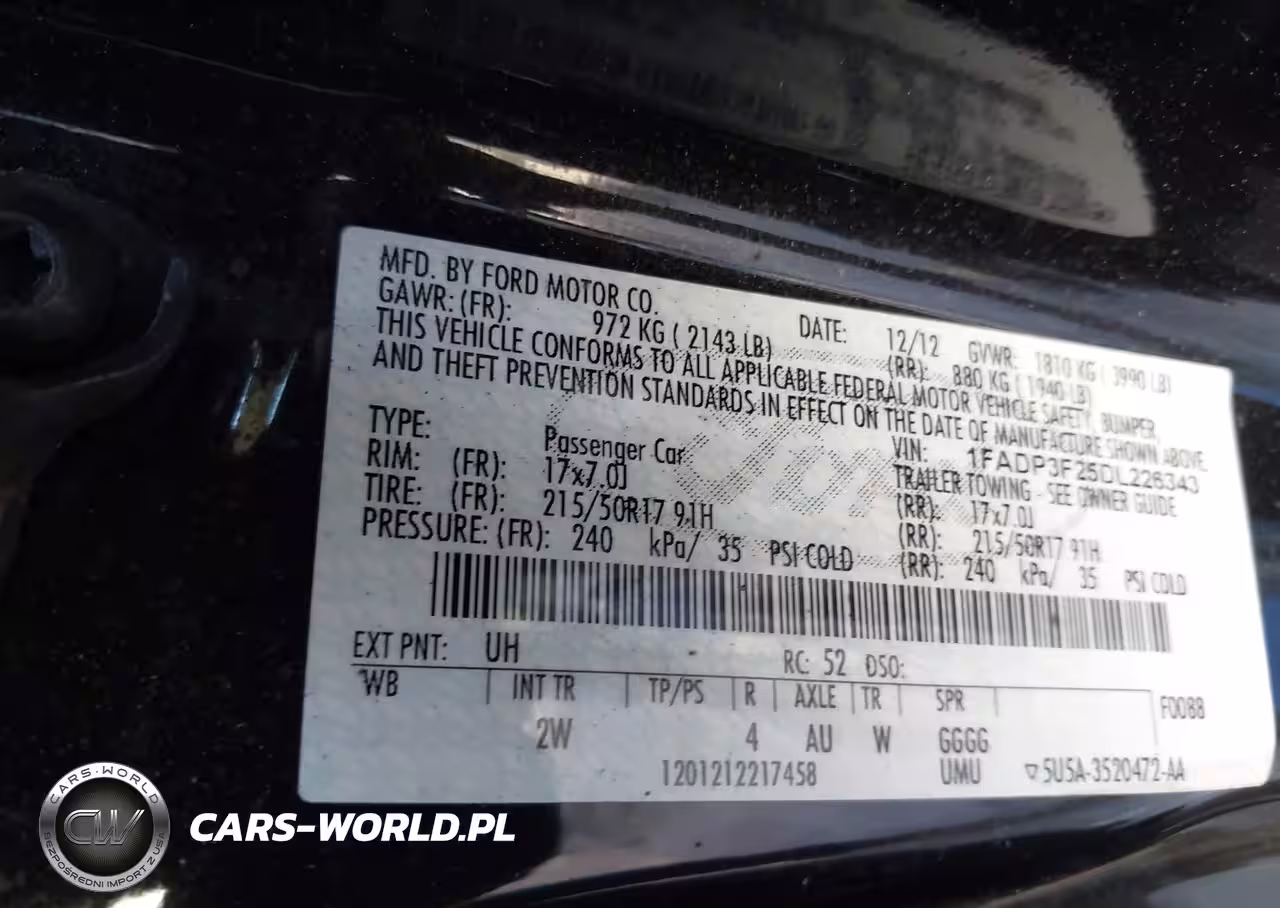 MFD. BY FORD MOTOR CO. DATE: 12/12 GVWR: 1810 KG ( 3990 LB)
GAWR: (FR): 972 KG ( 2143 LB) (RR): 880 KG ( 1940 LB)
THIS VEHICLE CONFORMS TO ALL APPLICABLE FEDERAL MOTOR VEHICLE SAFETY, BUMPER,
AND THEFT PREVENTION STANDARDS IN EFFECT ON THE DATE OF MANUFACTURE SHOWN ABOVE
VIN: 1FADP3F25DL226343
TYPE: Passenger Car TRAILER TOWING - SEE OWNER GUIDE
RIM: (FR): 17x7.0J (RR): 17x7.0J
TIRE: (FR): 215/50R17 91H (RR): 215/50R17 91H
PRESSURE: (FR): 240 kPa/ 35 PSI COLD (RR): 240 kPa/ 35 PSI COLD
EXT PNT: UH RC: 52 DSO:
WB INT TR TP/PS R AXLE TR SPR F0088
2W 4 AU W GGGG
1201212217458 UMU ▽5U5A-3520472-AA
CARS-WORLD
CW
BEZPOŚREDNI IMPORT Z USA
CARS-WORLD.PL